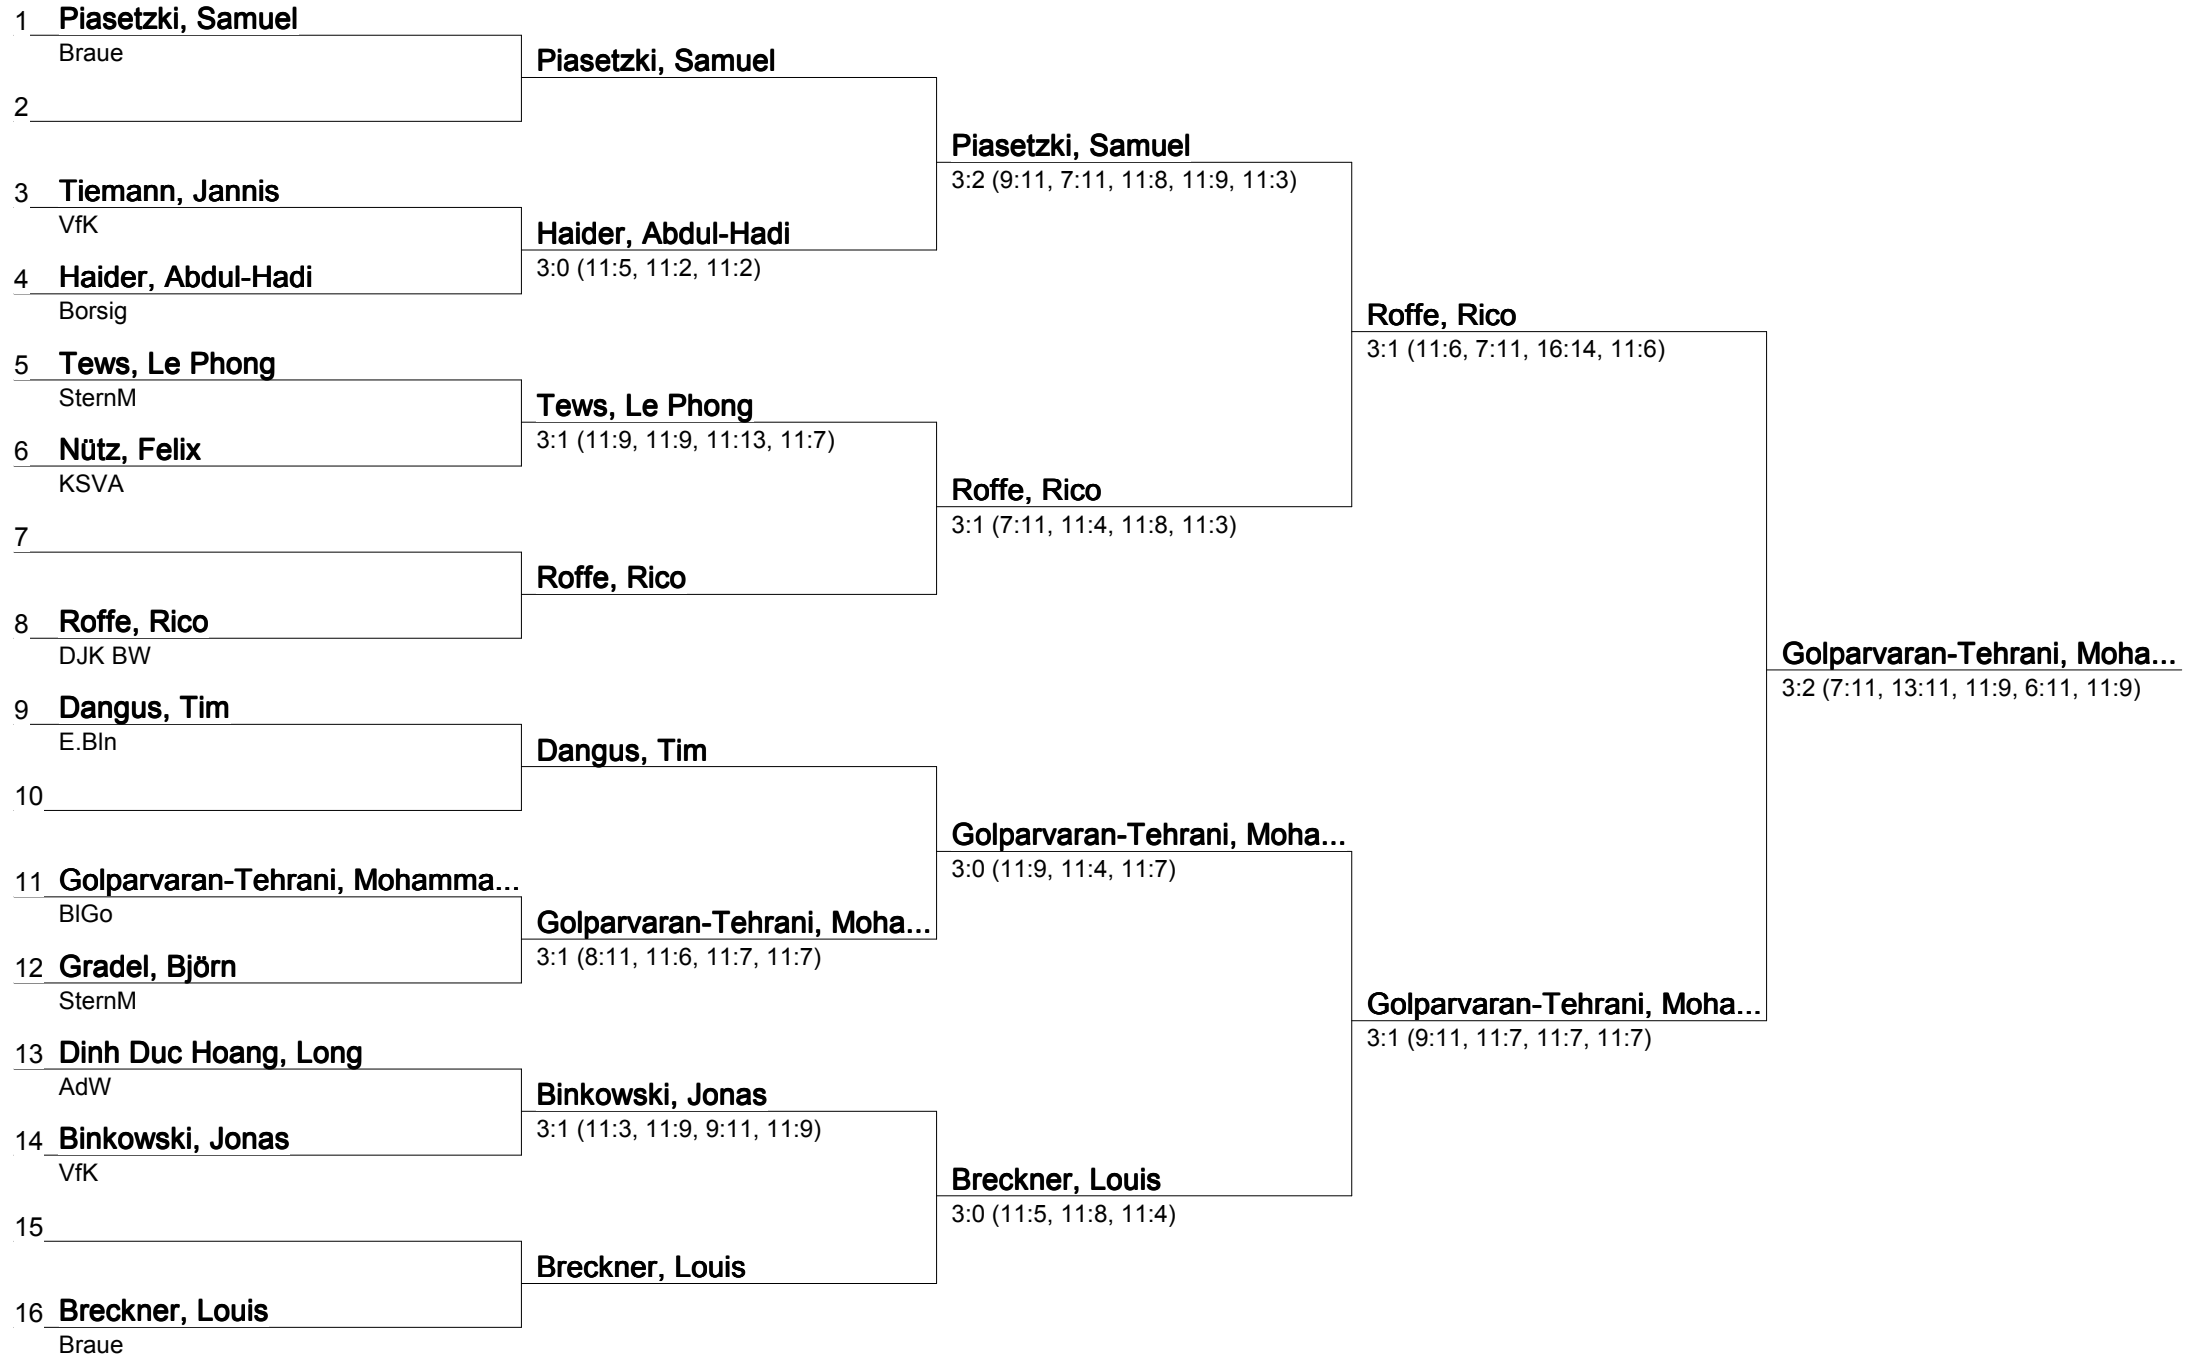 1 Piasetzki, Samuel
Braue
2
3 Tiemann, Jannis
VfK
4 Haider, Abdul-Hadi
Borsig
5 Tews, Le Phong
SternM
6 Nütz, Felix
KSVA
7
8 Roffe, Rico
DJK BW
9 Dangus, Tim
E.Bln
10
11 Golparvaran-Tehrani, Mohamma...
BlGo
12 Gradel, Björn
SternM
13 Dinh Duc Hoang, Long
AdW
14 Binkowski, Jonas
VfK
15
16 Breckner, Louis
Braue
Piasetzki, Samuel
Haider, Abdul-Hadi
3:0 (11:5, 11:2, 11:2)
Tews, Le Phong
3:1 (11:9, 11:9, 11:13, 11:7)
Roffe, Rico
Dangus, Tim
Golparvaran-Tehrani, Moha...
3:1 (8:11, 11:6, 11:7, 11:7)
Binkowski, Jonas
3:1 (11:3, 11:9, 9:11, 11:9)
Breckner, Louis
Piasetzki, Samuel
3:2 (9:11, 7:11, 11:8, 11:9, 11:3)
Roffe, Rico
3:1 (7:11, 11:4, 11:8, 11:3)
Golparvaran-Tehrani, Moha...
3:0 (11:9, 11:4, 11:7)
Breckner, Louis
3:0 (11:5, 11:8, 11:4)
Roffe, Rico
3:1 (11:6, 7:11, 16:14, 11:6)
Golparvaran-Tehrani, Moha...
3:1 (9:11, 11:7, 11:7, 11:7)
Golparvaran-Tehrani, Moha...
3:2 (7:11, 13:11, 11:9, 6:11, 11:9)